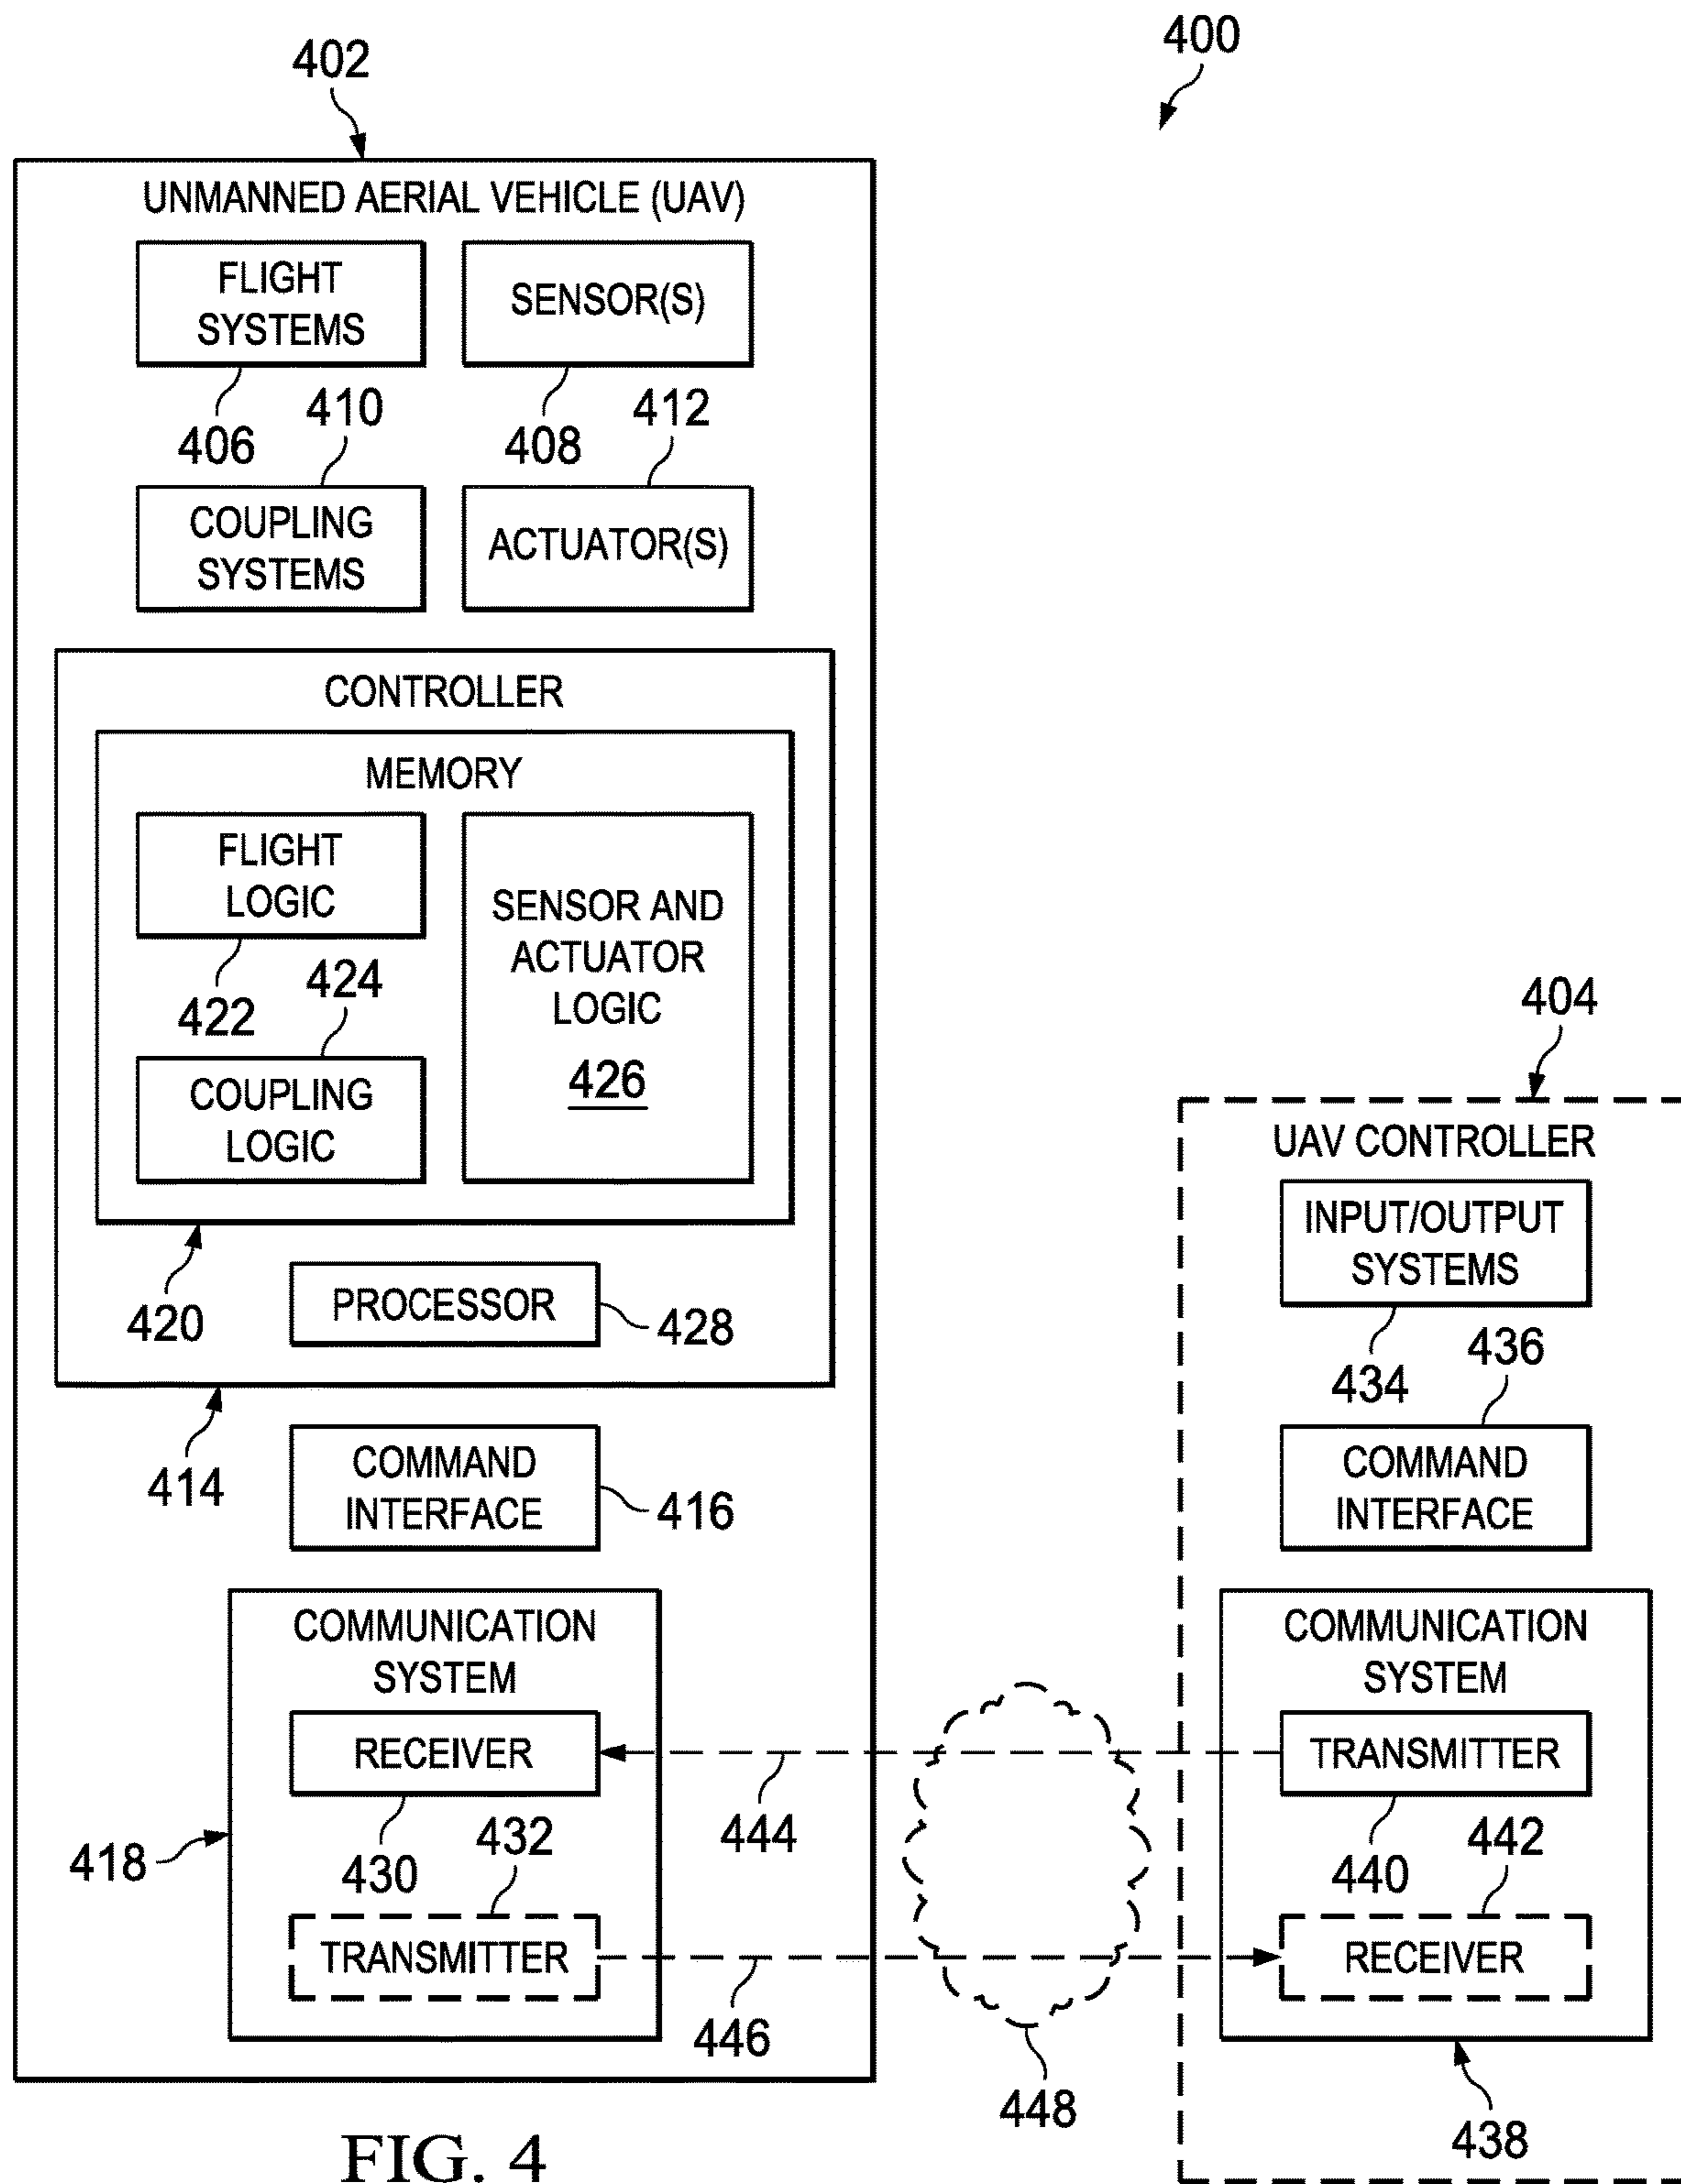 400
402
UNMANNED AERIAL VEHICLE (UAV)
FLIGHT
SYSTEMS
SENSOR(S)
406
410
408
412
COUPLING
SYSTEMS
ACTUATOR(S)
CONTROLLER
MEMORY
FLIGHT
LOGIC
422
424
COUPLING
LOGIC
SENSOR AND
ACTUATOR
LOGIC
426
420
PROCESSOR
428
414
COMMAND
INTERFACE
416
COMMUNICATION
SYSTEM
RECEIVER
418
430
432
TRANSMITTER
444
446
448
404
UAV CONTROLLER
INPUT/OUTPUT
SYSTEMS
434
436
COMMAND
INTERFACE
COMMUNICATION
SYSTEM
TRANSMITTER
440
442
RECEIVER
438
FIG. 4